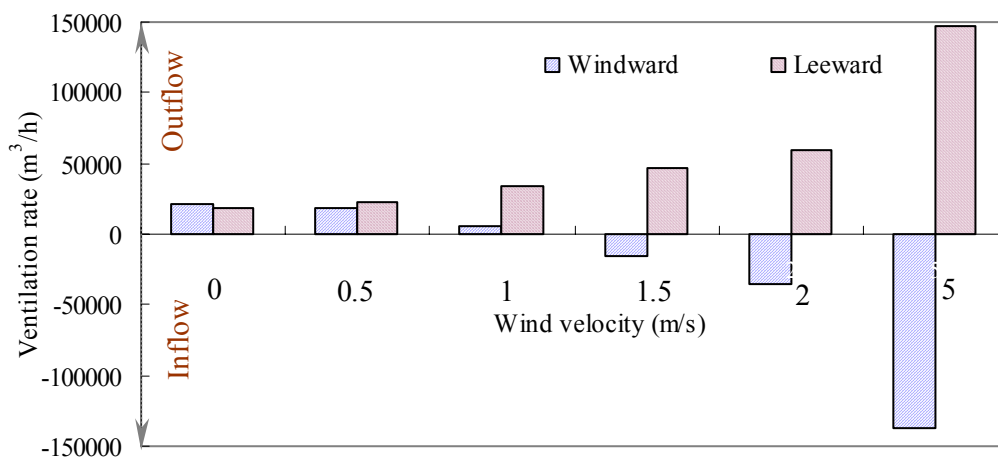 150000
100000
50000
0
-50000
-100000
-150000
Ventilation rate (m³/h)
Outflow
Inflow
Windward
Leeward
0
0.5
1
1.5
2
5
Wind velocity (m/s)